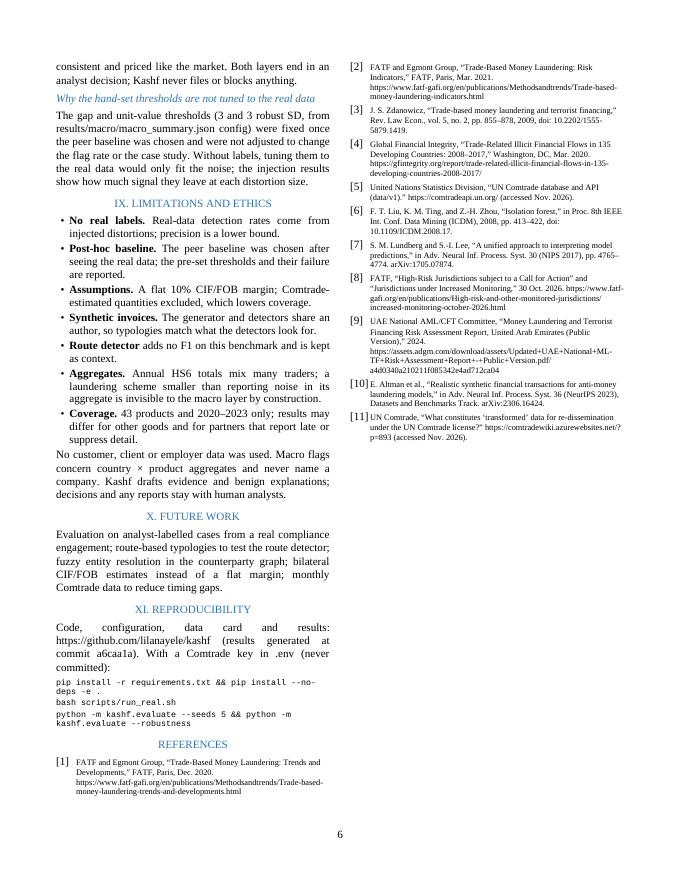 consistent and priced like the market. Both layers end in an
analyst decision; Kashf never files or blocks anything.
Why the hand-set thresholds are not tuned to the real data
The gap and unit-value thresholds (3 and 3 robust SD, from
results/macro/macro_summary.json config) were fixed once
the peer baseline was chosen and were not adjusted to change
the flag rate or the case study. Without labels, tuning them to
the real data would only fit the noise; the injection results
show how much signal they leave at each distortion size.
IX. LIMITATIONS AND ETHICS
• No real labels. Real-data detection rates come from
injected distortions; precision is a lower bound.
• Post-hoc baseline. The peer baseline was chosen after
seeing the real data; the pre-set thresholds and their failure
are reported.
• Assumptions. A flat 10% CIF/FOB margin; Comtrade-
estimated quantities excluded, which lowers coverage.
• Synthetic invoices. The generator and detectors share an
author, so typologies match what the detectors look for.
• Route detector adds no F1 on this benchmark and is kept
as context.
• Aggregates. Annual HS6 totals mix many traders; a
laundering scheme smaller than reporting noise in its
aggregate is invisible to the macro layer by construction.
• Coverage. 43 products and 2020–2023 only; results may
differ for other goods and for partners that report late or
suppress detail.
No customer, client or employer data was used. Macro flags
concern country × product aggregates and never name a
company. Kashf drafts evidence and benign explanations;
decisions and any reports stay with human analysts.
X. FUTURE WORK
Evaluation on analyst-labelled cases from a real compliance
engagement; route-based typologies to test the route detector;
fuzzy entity resolution in the counterparty graph; bilateral
CIF/FOB estimates instead of a flat margin; monthly
Comtrade data to reduce timing gaps.
XI. REPRODUCIBILITY
Code, configuration, data card and results:
https://github.com/lilanayele/kashf (results generated at
commit a6caa1a). With a Comtrade key in .env (never
committed):
pip install -r requirements.txt && pip install --no-
deps -e .
bash scripts/run_real.sh
python -m kashf.evaluate --seeds 5 && python -m
kashf.evaluate --robustness
REFERENCES
[1] FATF and Egmont Group, “Trade-Based Money Laundering: Trends and
Developments,” FATF, Paris, Dec. 2020.
https://www.fatf-gafi.org/en/publications/Methodsandtrends/Trade-based-
money-laundering-trends-and-developments.html
[2] FATF and Egmont Group, “Trade-Based Money Laundering: Risk
Indicators,” FATF, Paris, Mar. 2021.
https://www.fatf-gafi.org/en/publications/Methodsandtrends/Trade-based-
money-laundering-indicators.html
[3] J. S. Zdanowicz, “Trade-based money laundering and terrorist financing,”
Rev. Law Econ., vol. 5, no. 2, pp. 855–878, 2009, doi: 10.2202/1555-
5879.1419.
[4] Global Financial Integrity, “Trade-Related Illicit Financial Flows in 135
Developing Countries: 2008–2017,” Washington, DC, Mar. 2020.
https://gfintegrity.org/report/trade-related-illicit-financial-flows-in-135-
developing-countries-2008-2017/
[5] United Nations Statistics Division, “UN Comtrade database and API
(data/v1).” https://comtradeapi.un.org/ (accessed Nov. 2026).
[6] F. T. Liu, K. M. Ting, and Z.-H. Zhou, “Isolation forest,” in Proc. 8th IEEE
Int. Conf. Data Mining (ICDM), 2008, pp. 413–422, doi:
10.1109/ICDM.2008.17.
[7] S. M. Lundberg and S.-I. Lee, “A unified approach to interpreting model
predictions,” in Adv. Neural Inf. Process. Syst. 30 (NIPS 2017), pp. 4765–
4774. arXiv:1705.07874.
[8] FATF, “High-Risk Jurisdictions subject to a Call for Action” and
“Jurisdictions under Increased Monitoring,” 30 Oct. 2026. https://www.fatf-
gafi.org/en/publications/High-risk-and-other-monitored-jurisdictions/
increased-monitoring-october-2026.html
[9] UAE National AML/CFT Committee, “Money Laundering and Terrorist
Financing Risk Assessment Report, United Arab Emirates (Public
Version),” 2024.
https://assets.adgm.com/download/assets/Updated+UAE+National+ML-
TF+Risk+Assessment+Report+-+Public+Version.pdf/
a4d0340a210211f085342e4ad712ca04
[10] E. Altman et al., “Realistic synthetic financial transactions for anti-money
laundering models,” in Adv. Neural Inf. Process. Syst. 36 (NeurIPS 2023),
Datasets and Benchmarks Track. arXiv:2306.16424.
[11] UN Comtrade, “What constitutes ‘transformed’ data for re-dissemination
under the UN Comtrade license?” https://comtradewiki.azurewebsites.net/?
p=893 (accessed Nov. 2026).
6